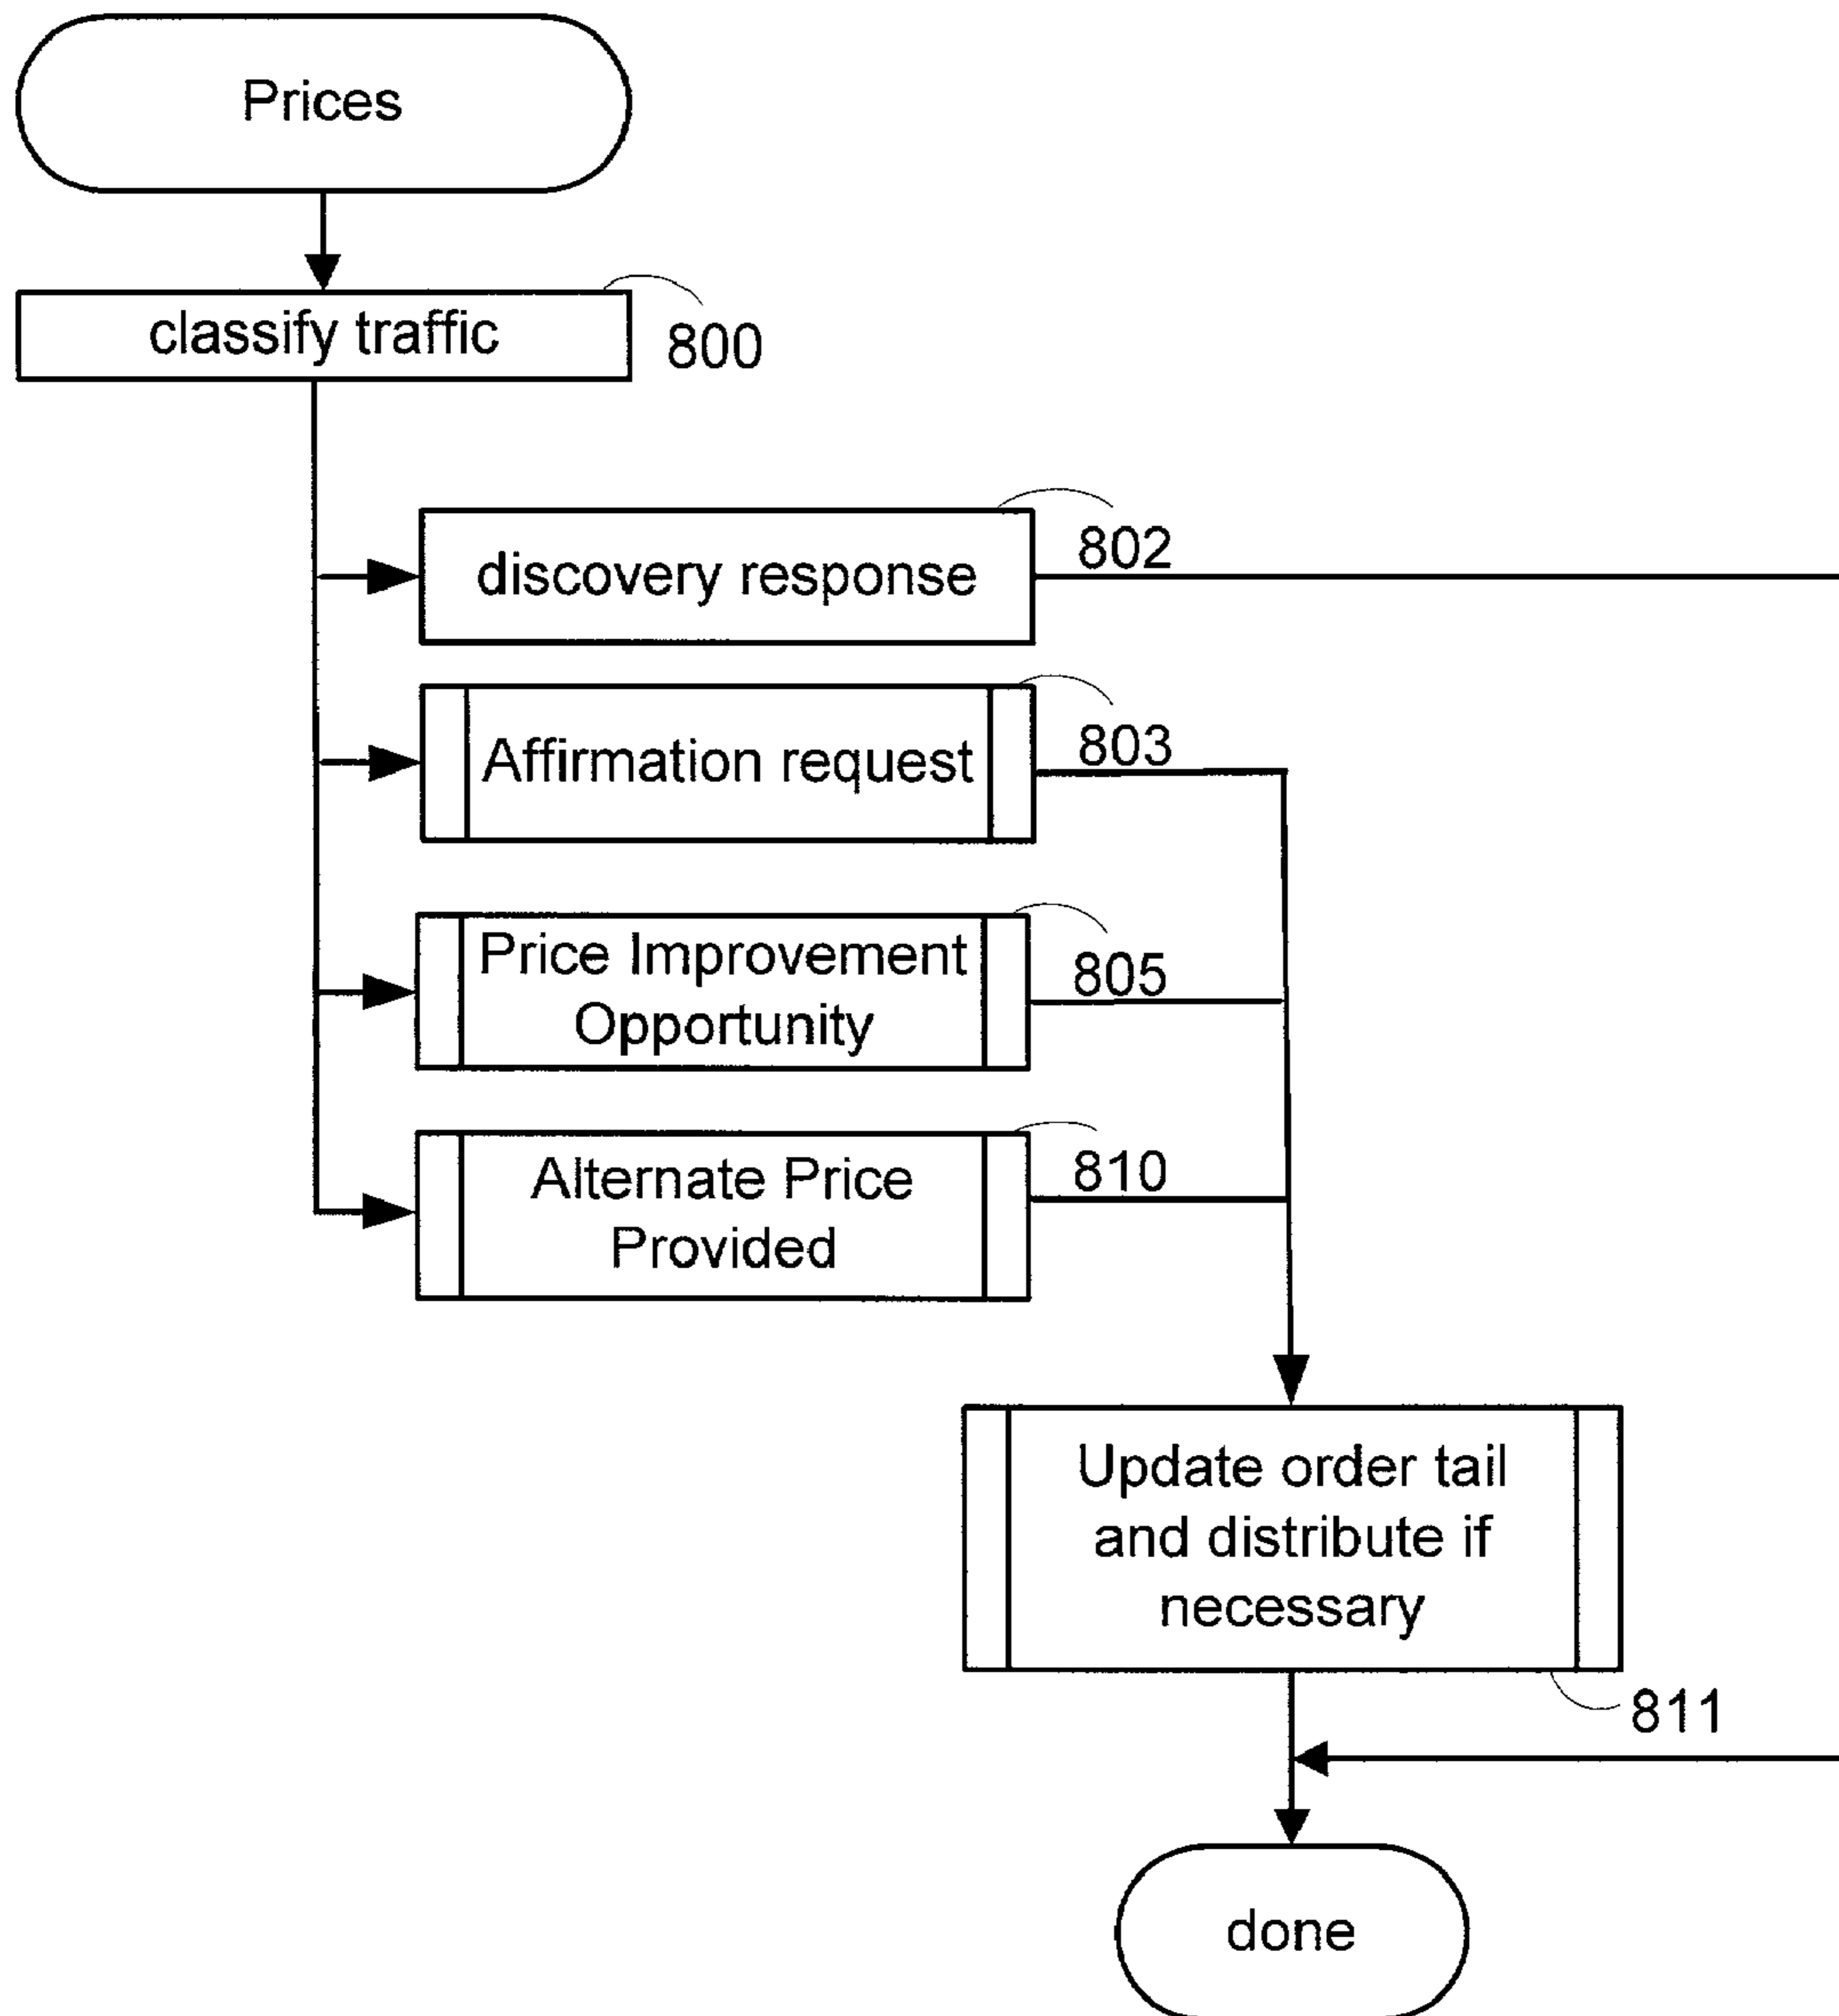 Prices
classify traffic
800
discovery response
802
Affirmation request
803
Price Improvement
Opportunity
805
Alternate Price
Provided
810
Update order tail
and distribute if
necessary
811
done